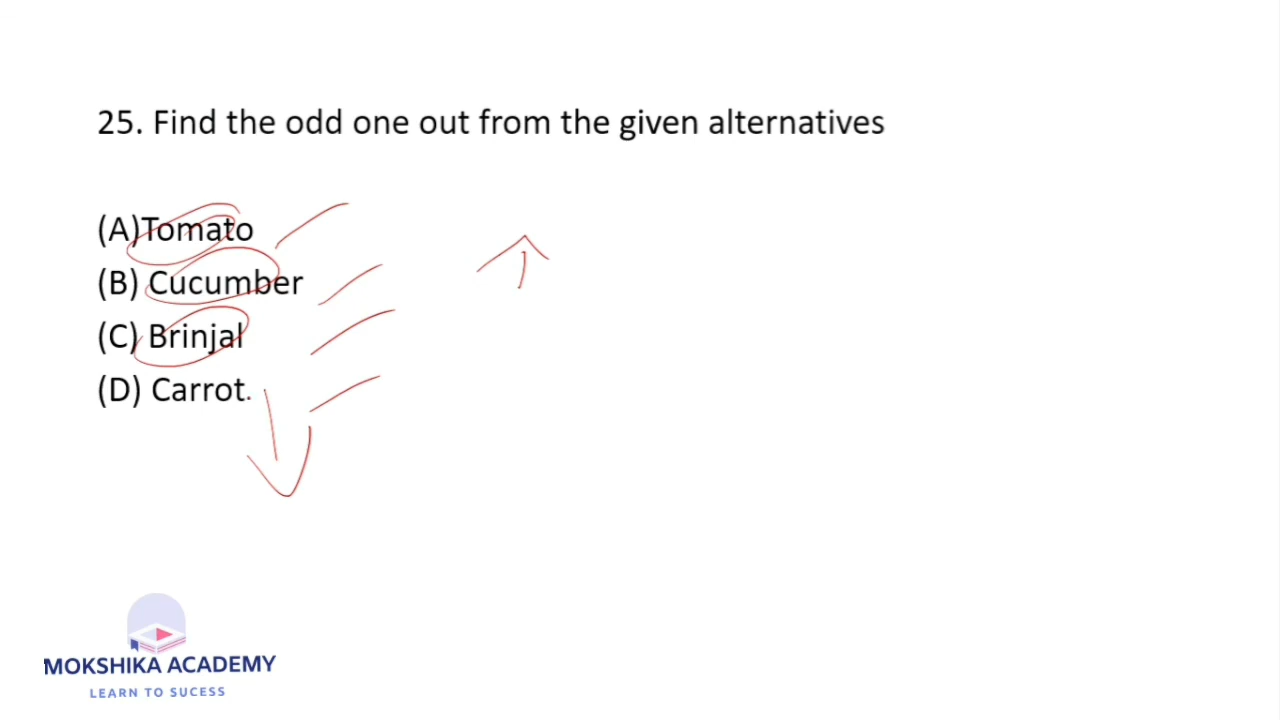 25. Find the odd one out from the given alternatives
(A)Tomato
(B) Cucumber
(C) Brinjal
(D) Carrot.
MOKSHIKA ACADEMY
LEARN TO SUCESS